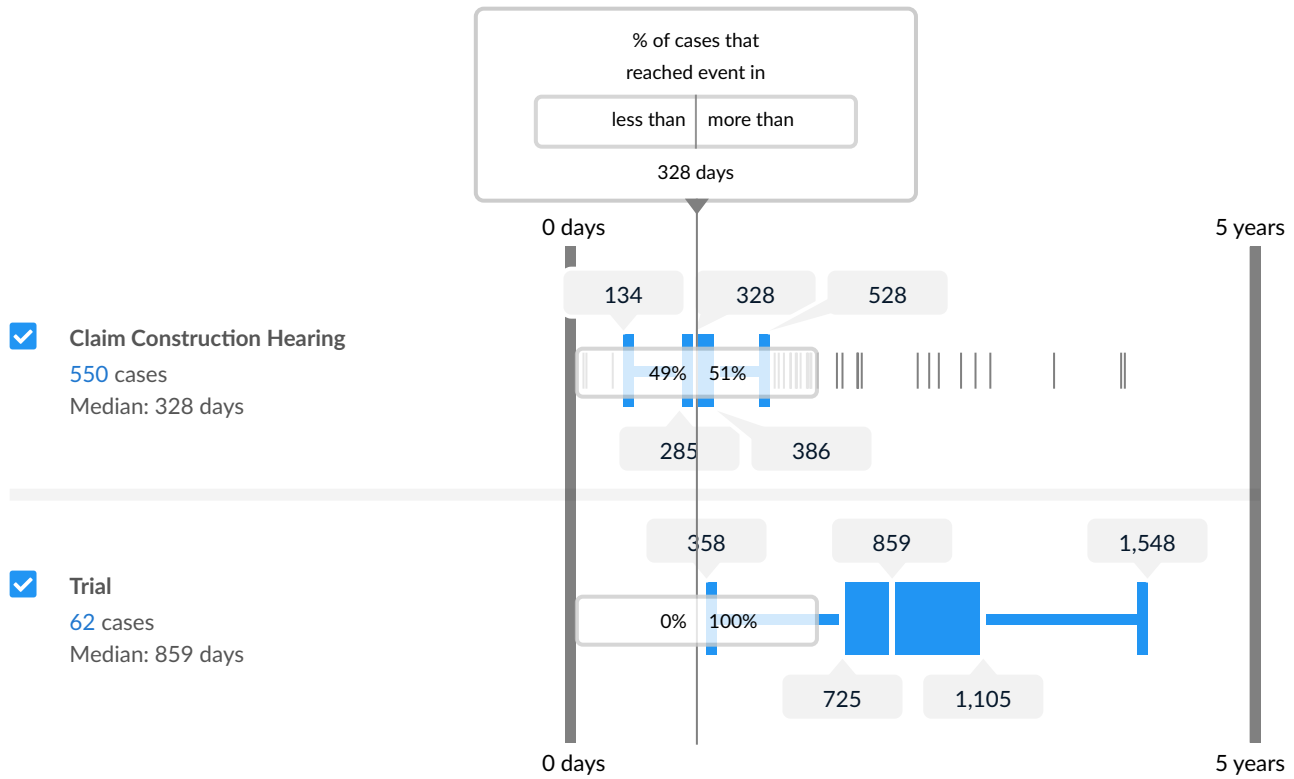 % of cases that
reached event in
less than more than
328 days
0 days 5 years
134 328 528
Claim Construction Hearing
550 cases
Median: 328 days
49% 51%
285 386
358 859 1,548
Trial
62 cases
Median: 859 days
0% 100%
725 1,105
0 days 5 years